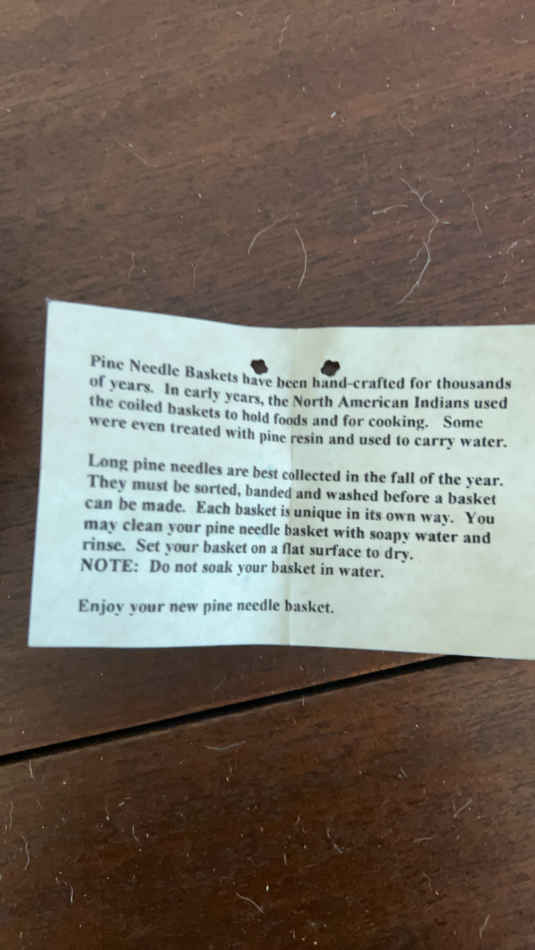 Pine Needle Baskets have been hand-crafted for thousands
of years. In early years, the North American Indians used
the coiled baskets to hold foods and for cooking. Some
were even treated with pine resin and used to carry water.
Long pine needles are best collected in the fall of the year.
They must be sorted, banded and washed before a basket
can be made. Each basket is unique in its own way. You
may clean your pine needle basket with soapy water and
rinse. Set your basket on a flat surface to dry.
NOTE: Do not soak your basket in water.
Enjoy your new pine needle basket.